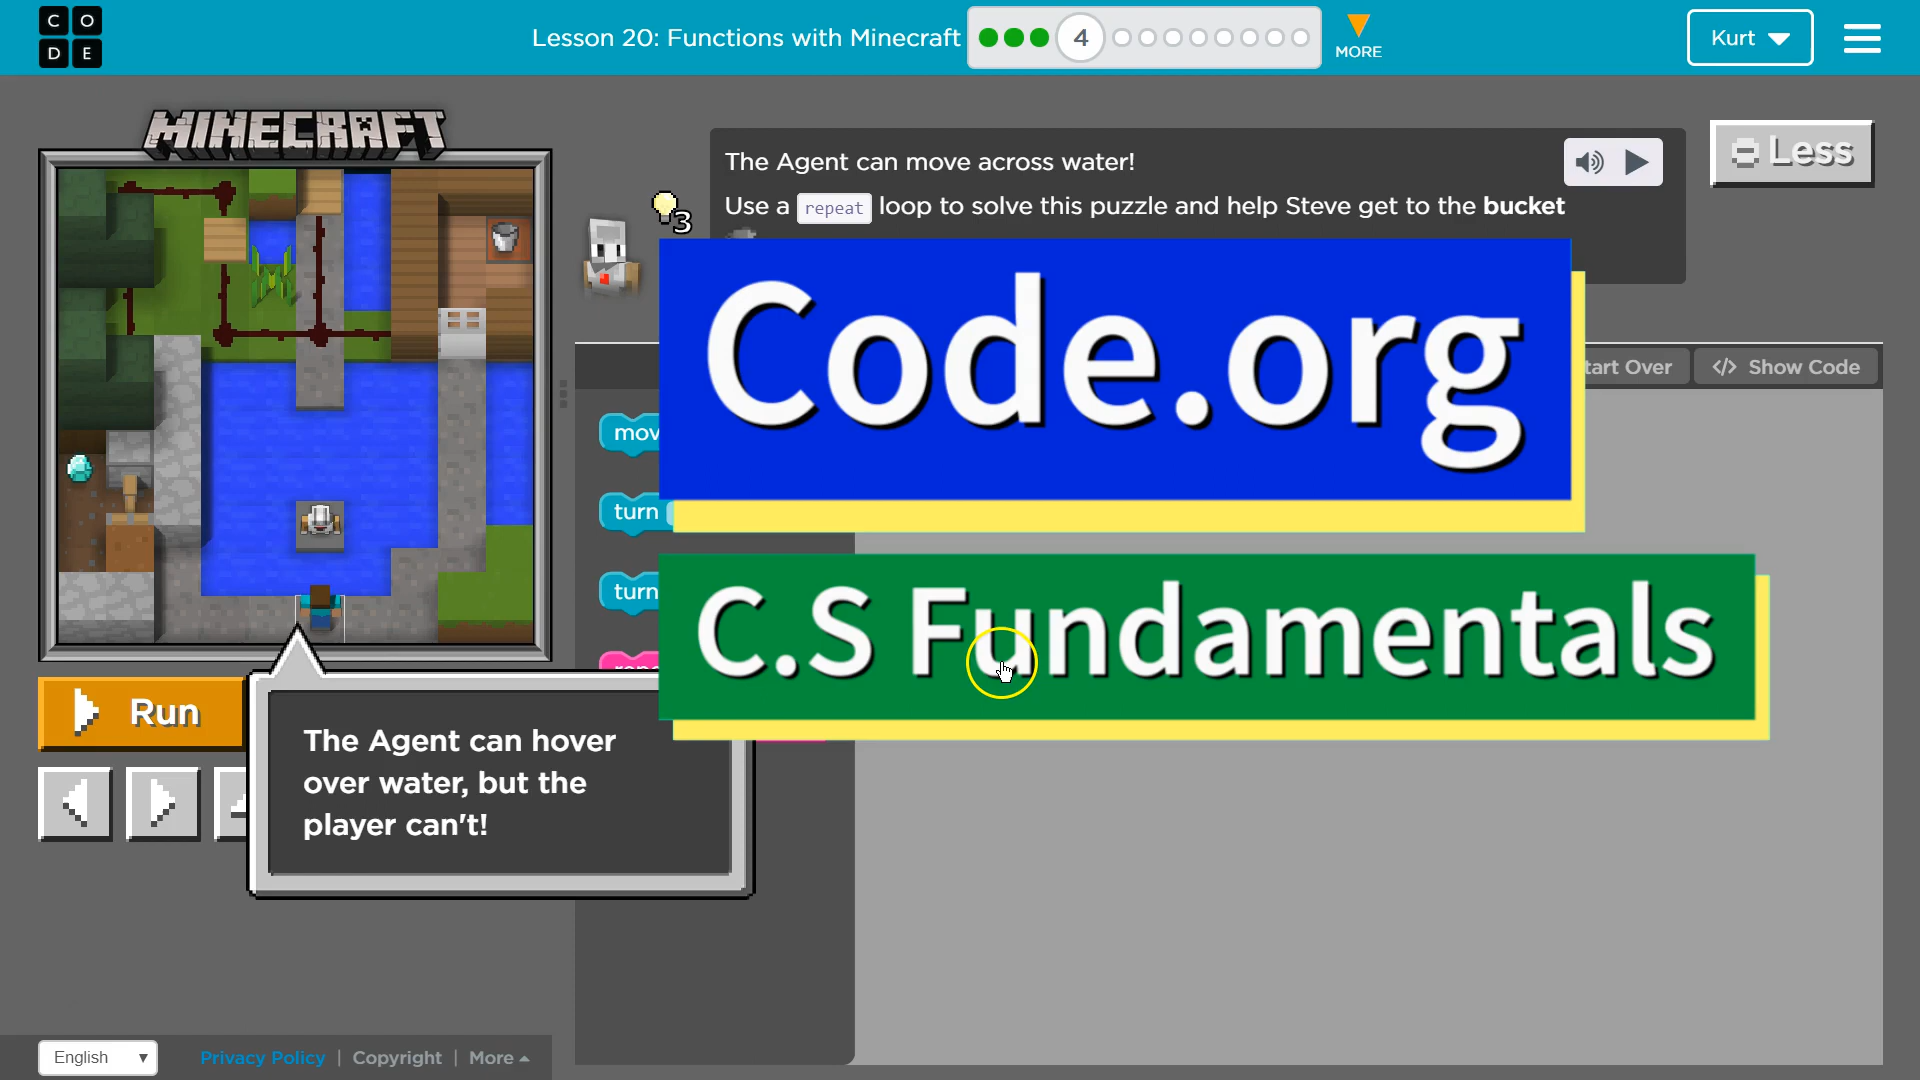 CODE
Lesson 20: Functions with Minecraft
4
MORE
Kurt
MINECRAFT
The Agent can move across water!
Less
3
Use a repeat loop to solve this puzzle and help Steve get to the bucket
Code.org
tart Over
</> Show Code
mov
turn
C.S Fundamentals
turn
Run
The Agent can hover
over water, but the
player can't!
English
Privacy Policy | Copyright | More